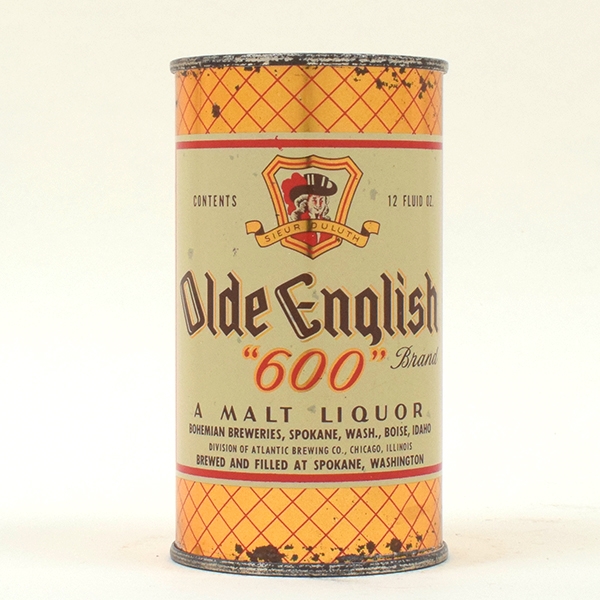 CONTENTS
12 FLUID OZ.
SIEUR DULUTH
Olde English
"600" Brand
A MALT LIQUOR
BOHEMIAN BREWERIES, SPOKANE, WASH., BOISE, IDAHO
DIVISION OF ATLANTIC BREWING CO., CHICAGO, ILLINOIS
BREWED AND FILLED AT SPOKANE, WASHINGTON